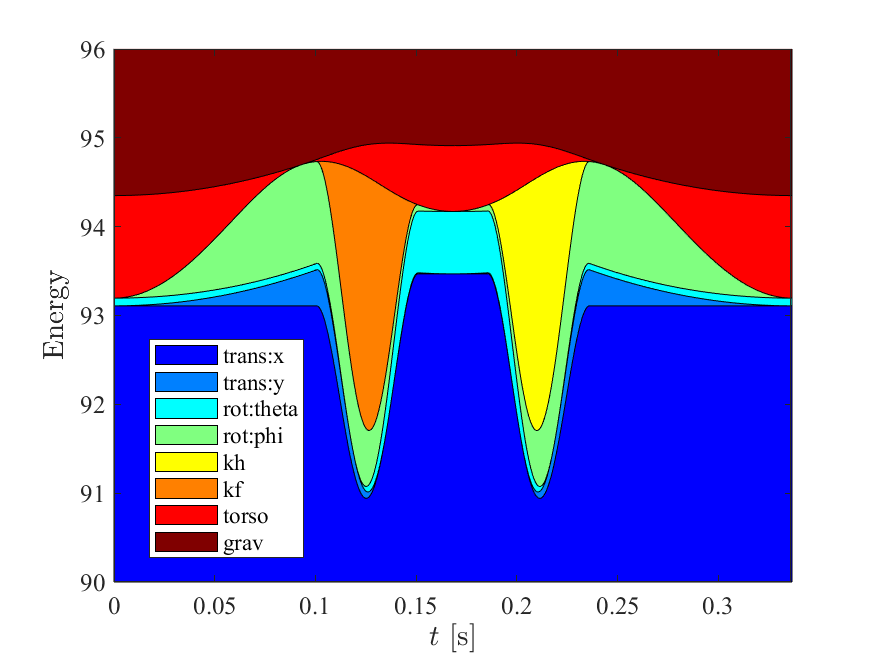 96
95
94
93
92
91
90
Energy
trans:x
trans:y
rot:theta
rot:phi
kh
kf
torso
grav
0 0.05 0.1 0.15 0.2 0.25 0.3
t [s]